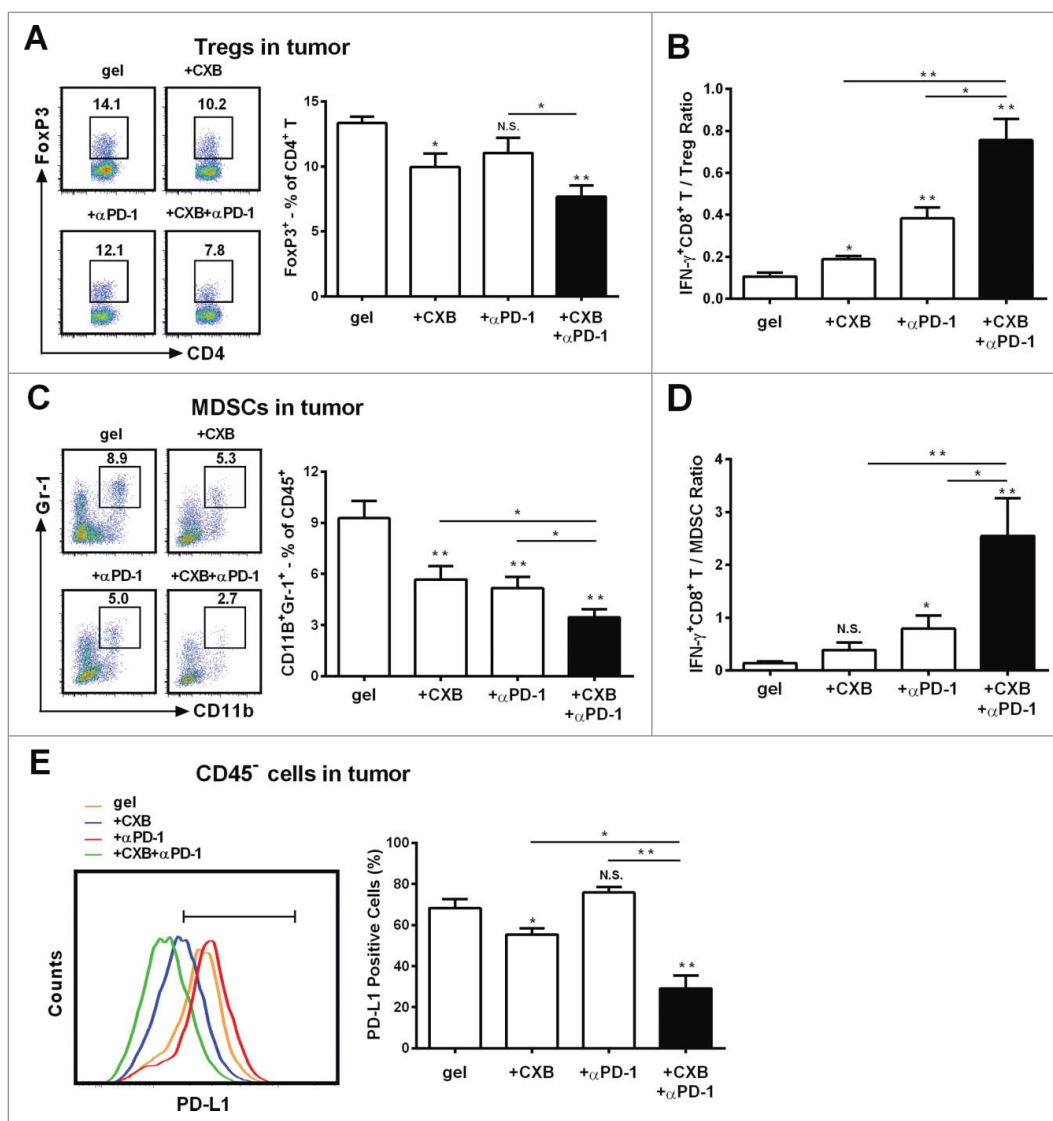 A
Tregs in tumor
gel
+CXB
14.1
10.2
FoxP3
+αPD-1
+CXB+αPD-1
12.1
7.8
CD4
FoxP3⁺ - % of CD4⁺ T
15
10
5
0
*
N.S.
*
**
gel
+CXB
+αPD-1
+CXB
+αPD-1
B
IFN-γ⁺CD8⁺ T / Treg Ratio
1.0
0.8
0.6
0.4
0.2
0.0
**
*
**
**
*
gel
+CXB
+αPD-1
+CXB
+αPD-1
C
MDSCs in tumor
gel
+CXB
8.9
5.3
Gr-1
+αPD-1
+CXB+αPD-1
5.0
2.7
CD11b
CD11B⁺Gr-1⁺ - % of CD45⁺
12
9
6
3
0
*
*
**
**
**
gel
+CXB
+αPD-1
+CXB
+αPD-1
D
IFN-γ⁺CD8⁺ T / MDSC Ratio
4
3
2
1
0
**
*
**
N.S.
*
gel
+CXB
+αPD-1
+CXB
+αPD-1
E
CD45⁻ cells in tumor
gel
+CXB
+αPD-1
+CXB+αPD-1
Counts
PD-L1
PD-L1 Positive Cells (%)
100
80
60
40
20
0
*
**
N.S.
*
**
gel
+CXB
+αPD-1
+CXB
+αPD-1